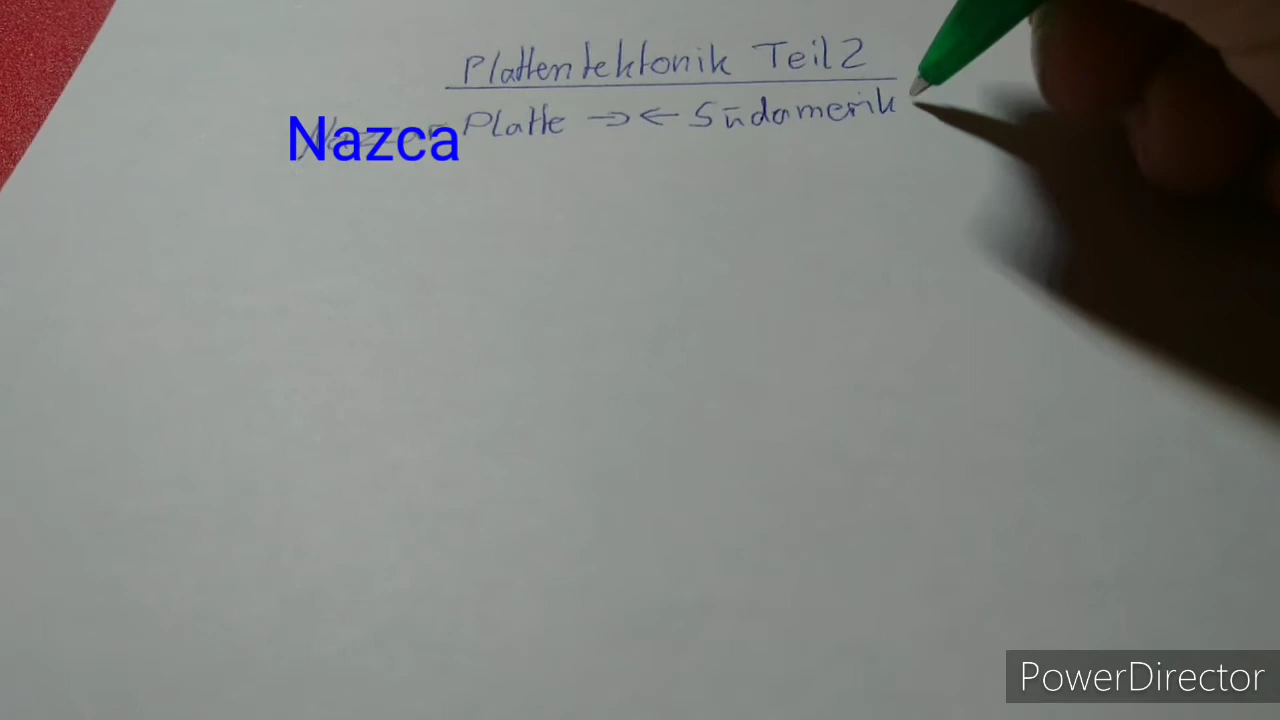 Plattentektonik Teil 2
Nazca Platte →← Südamerik
PowerDirector